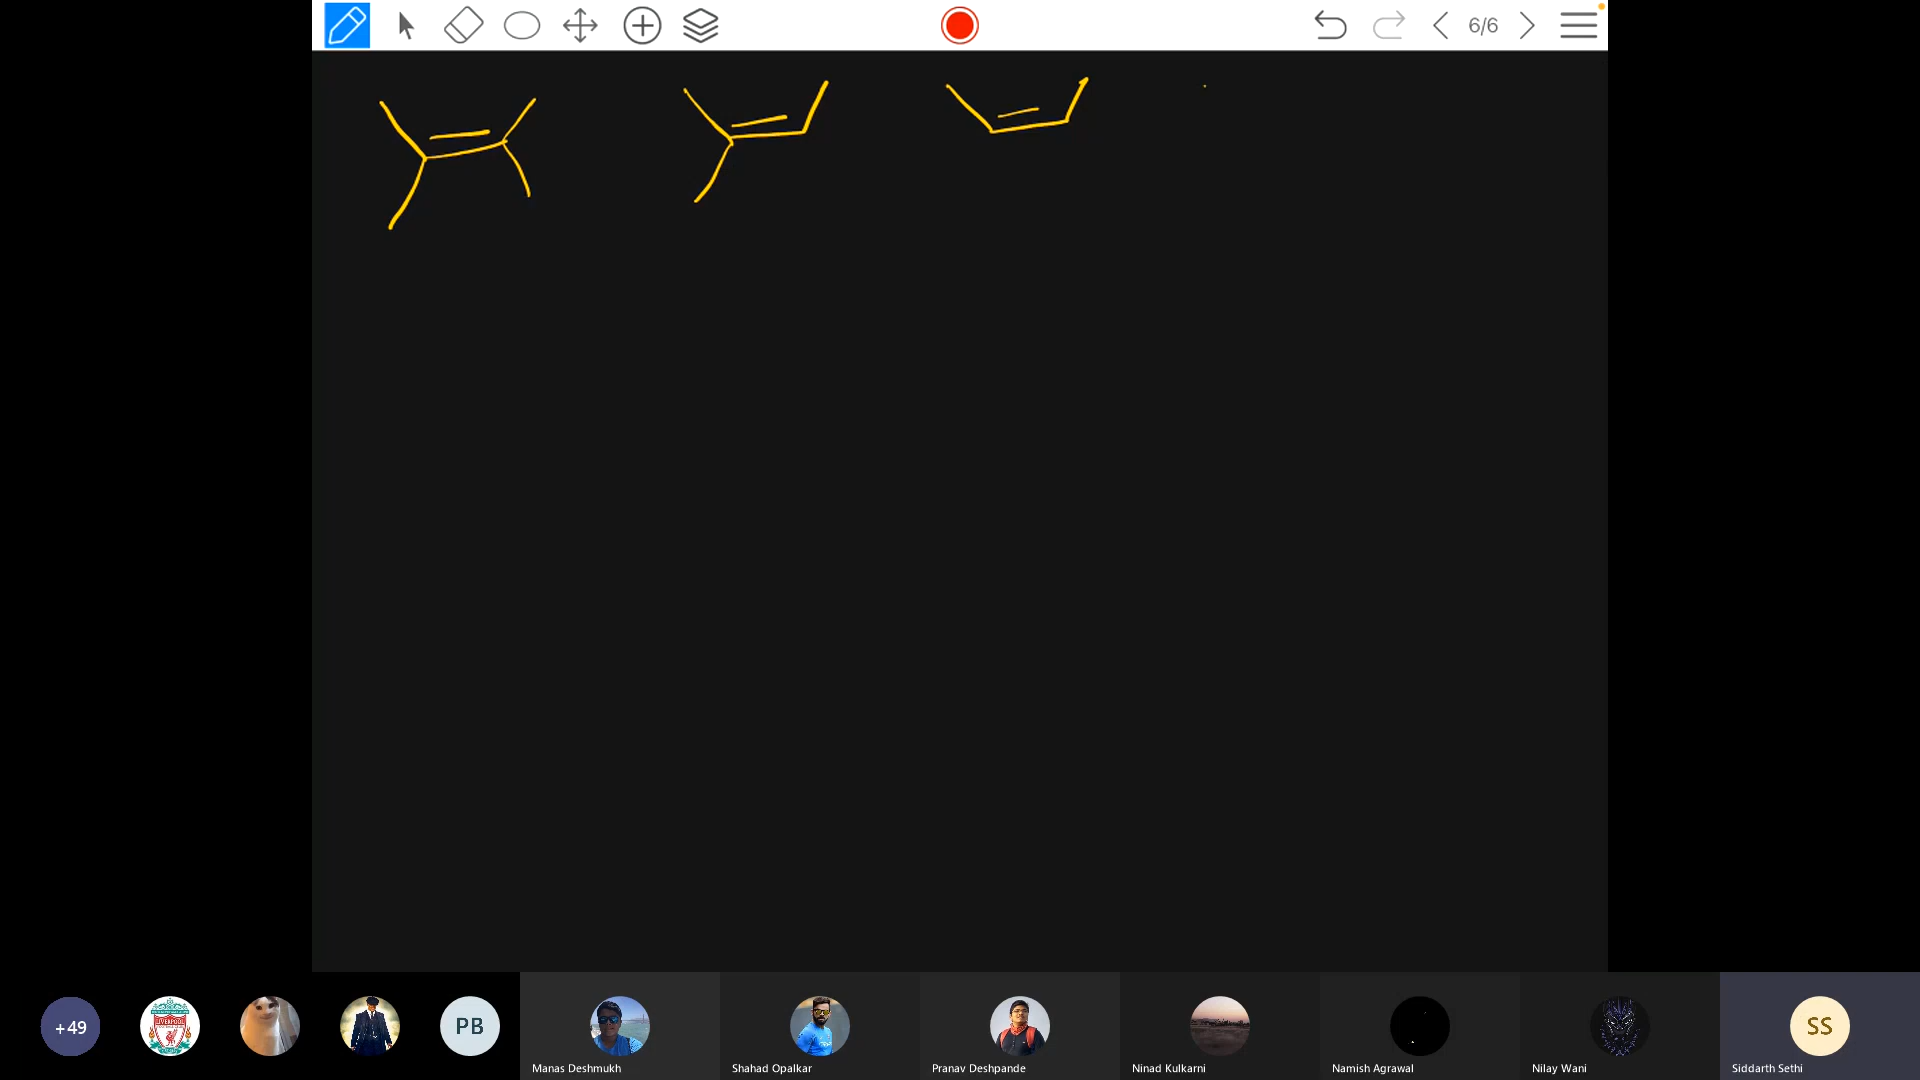 6/6
+49
LIVERPOOL
PB
SS
Manas Deshmukh
Shahad Opalkar
Pranav Deshpande
Ninad Kulkarni
Namish Agrawal
Nilay Wani
Siddarth Sethi